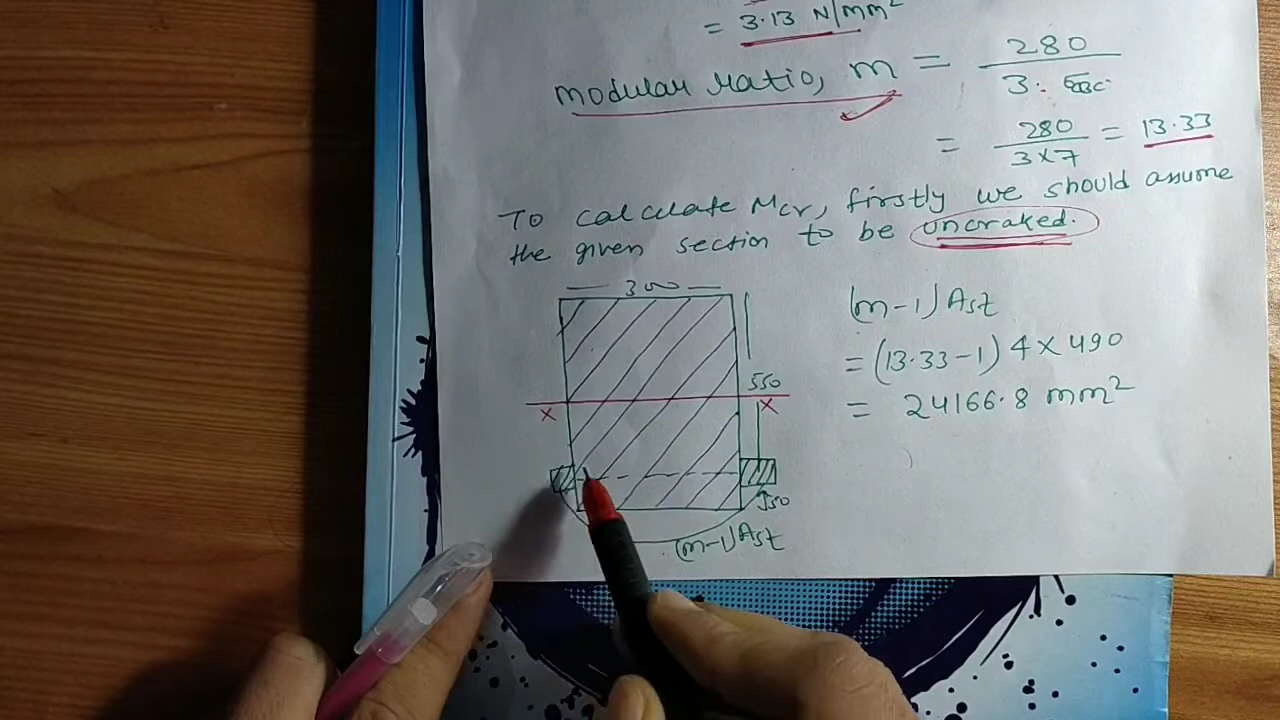 = 3.13 N/mm²
modular ratio, m = 280
3. σcbc
= 280 = 13.33
3×7
To calculate Mcr, firstly we should assume
the given section to be uncraked.
300
(m-1) Ast
= (13.33-1) 4×490
550
x x
= 24166.8 mm²
550
(m-1) Ast